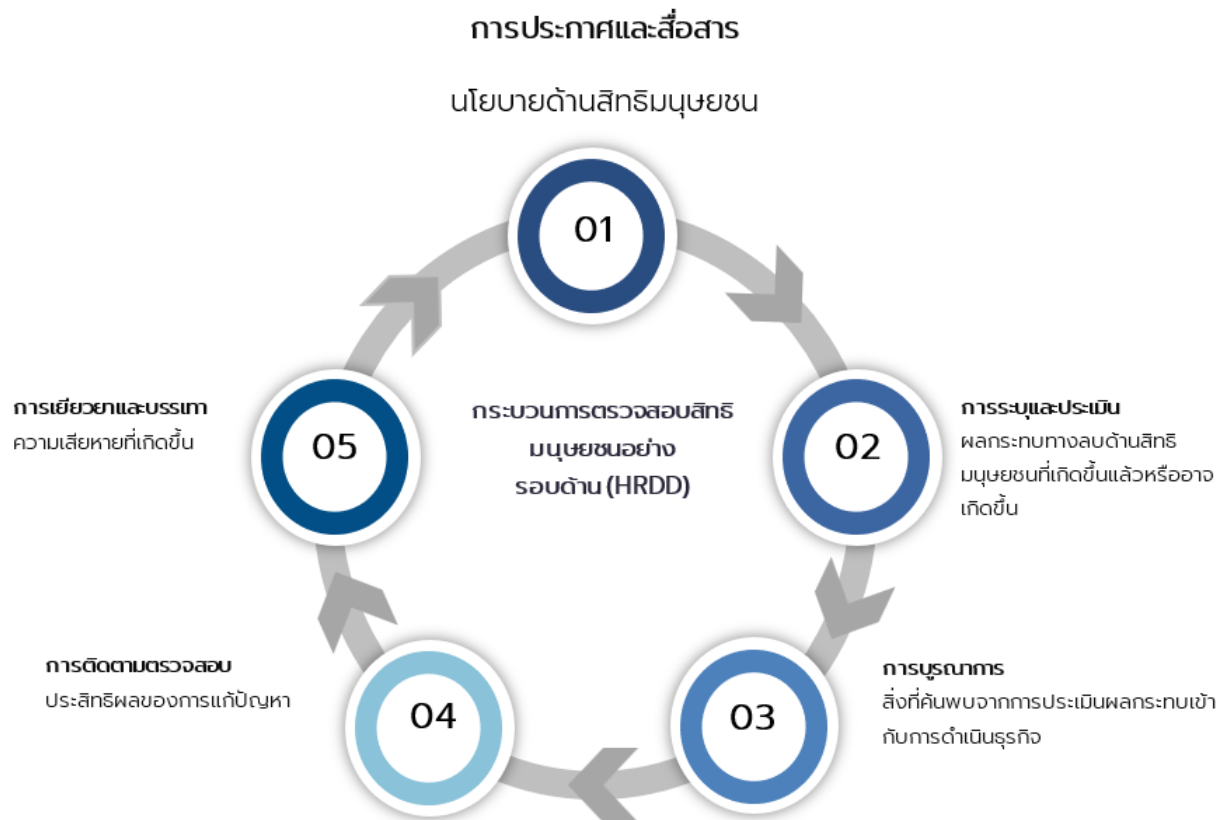 การประกาศและสื่อสาร
นโยบายด้านสิทธิมนุษยชน
01
กระบวนการตรวจสอบสิทธิ
มนุษยชนอย่าง
รอบด้าน (HRDD)
02
การระบุและประเมิน
ผลกระทบทางลบด้านสิทธิ
มนุษยชนที่เกิดขึ้นแล้วหรืออาจ
เกิดขึ้น
03
การบูรณาการ
สิ่งที่ค้นพบจากการประเมินผลกระทบเข้า
กับการดำเนินธุรกิจ
04
การติดตามตรวจสอบ
ประสิทธิผลของการแก้ปัญหา
05
การเยียวยาและบรรเทา
ความเสียหายที่เกิดขึ้น